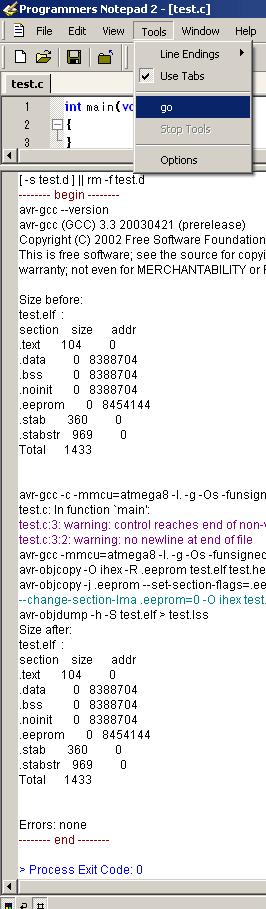 Programmers Notepad 2 - [test.c]
File Edit View Tools Window Help
Line Endings
Use Tabs
go
Stop Tools
Options
test.c
1 int main(vo
2 {
3 }
[ -s test.d ] || rm -f test.d
-------- begin --------
avr-gcc --version
avr-gcc (GCC) 3.3 20030421 (prerelease)
Copyright (C) 2002 Free Software Foundation
This is free software; see the source for copyi
warranty; not even for MERCHANTABILITY or F
Size before:
test.elf :
section size addr
.text 104 0
.data 0 8388704
.bss 0 8388704
.noinit 0 8388704
.eeprom 0 8454144
.stab 360 0
.stabstr 969 0
Total 1433
avr-gcc -c -mmcu=atmega8 -I. -g -Os -funsign
test.c: In function `main':
test.c:3: warning: control reaches end of non-v
test.c:3:2: warning: no newline at end of file
avr-gcc -mmcu=atmega8 -I. -g -Os -funsigned
avr-objcopy -O ihex -R .eeprom test.elf test.he
avr-objcopy -j .eeprom --set-section-flags=.ee
--change-section-lma .eeprom=0 -O ihex test.
avr-objdump -h -S test.elf > test.lss
Size after:
test.elf :
section size addr
.text 104 0
.data 0 8388704
.bss 0 8388704
.noinit 0 8388704
.eeprom 0 8454144
.stab 360 0
.stabstr 969 0
Total 1433
Errors: none
-------- end --------
> Process Exit Code: 0